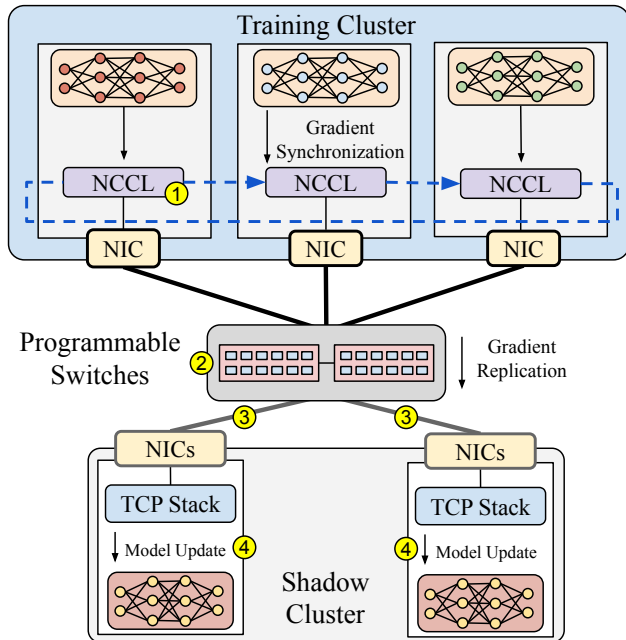 Training Cluster
Gradient
Synchronization
NCCL
NCCL
NCCL
1
NIC
NIC
NIC
Programmable
Switches
2
Gradient
Replication
3
3
NICs
NICs
TCP Stack
TCP Stack
Model Update
4
4
Model Update
Shadow
Cluster